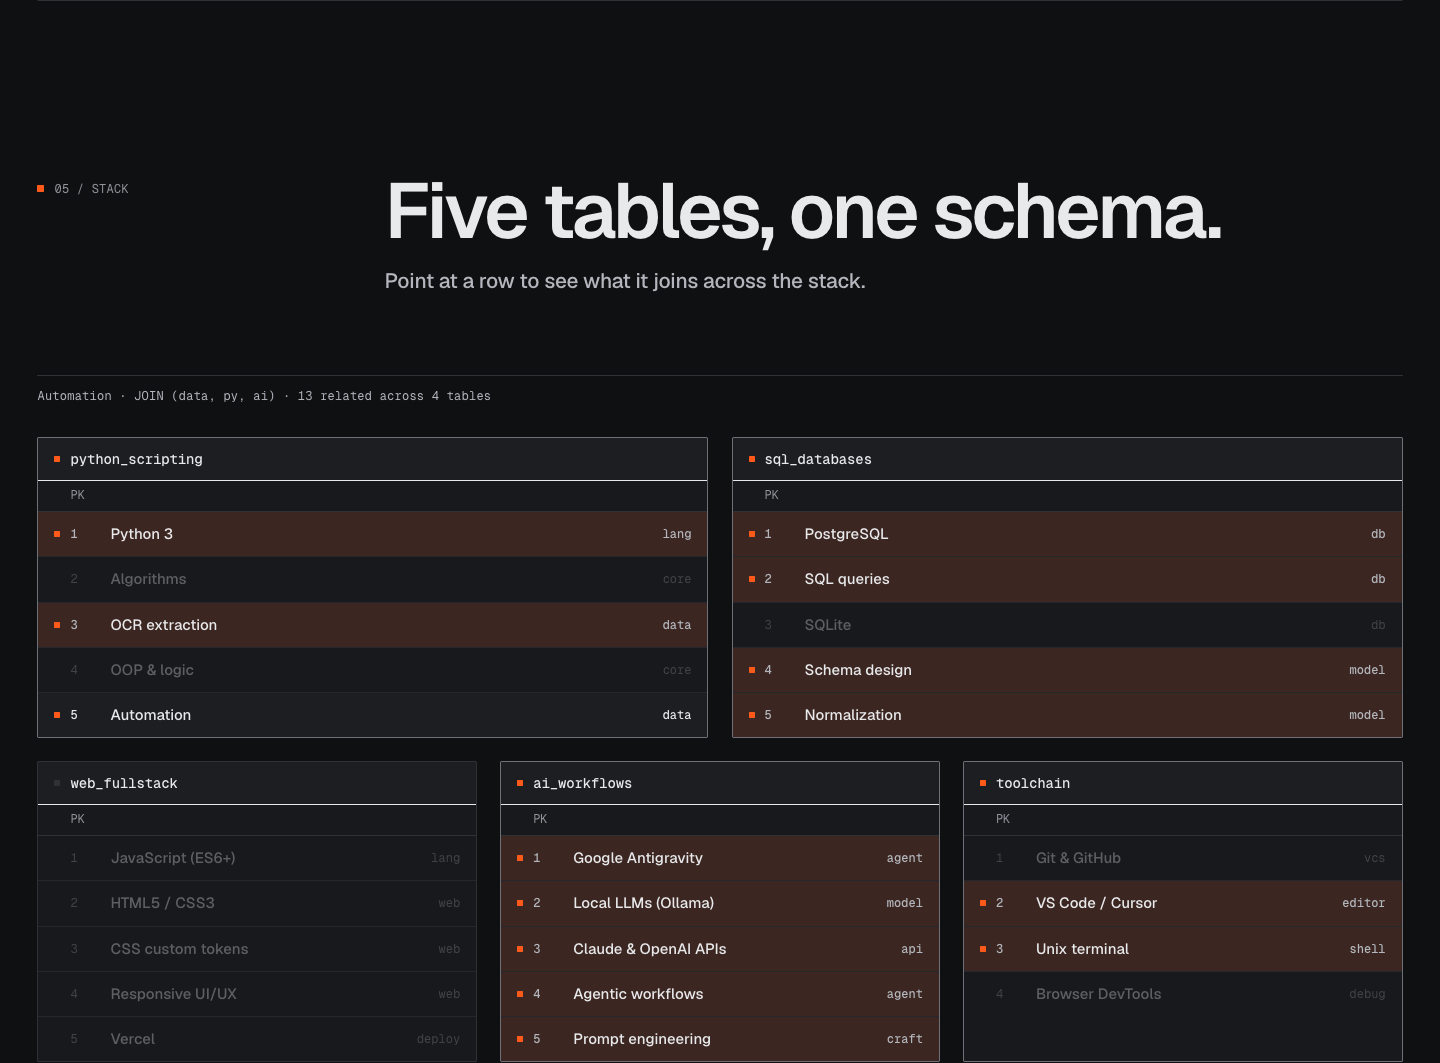 05 / STACK
Five tables, one schema.
Point at a row to see what it joins across the stack.
Automation · JOIN (data, py, ai) · 13 related across 4 tables
python_scripting
PK
1 Python 3 lang
2 Algorithms core
3 OCR extraction data
4 OOP & logic core
5 Automation data
sql_databases
PK
1 PostgreSQL db
2 SQL queries db
3 SQLite db
4 Schema design model
5 Normalization model
web_fullstack
PK
1 JavaScript (ES6+) lang
2 HTML5 / CSS3 web
3 CSS custom tokens web
4 Responsive UI/UX web
5 Vercel deploy
ai_workflows
PK
1 Google Antigravity agent
2 Local LLMs (Ollama) model
3 Claude & OpenAI APIs api
4 Agentic workflows agent
5 Prompt engineering craft
toolchain
PK
1 Git & GitHub vcs
2 VS Code / Cursor editor
3 Unix terminal shell
4 Browser DevTools debug